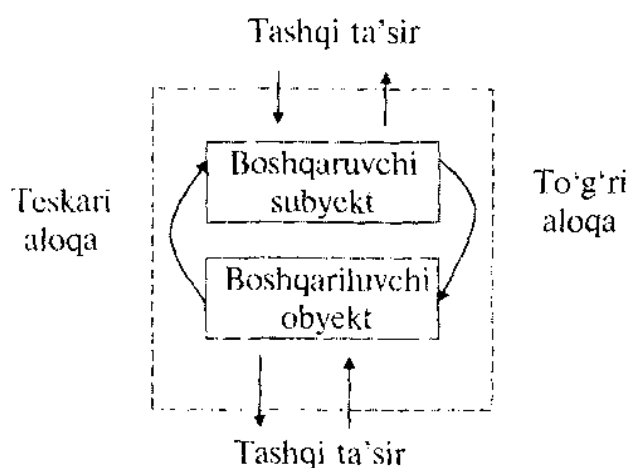 Tashqi ta'sir
Boshqaruvchi
subyekt
Teskari
aloqa
To'g'ri
aloqa
Boshqariluvchi
obyekt
Tashqi ta'sir